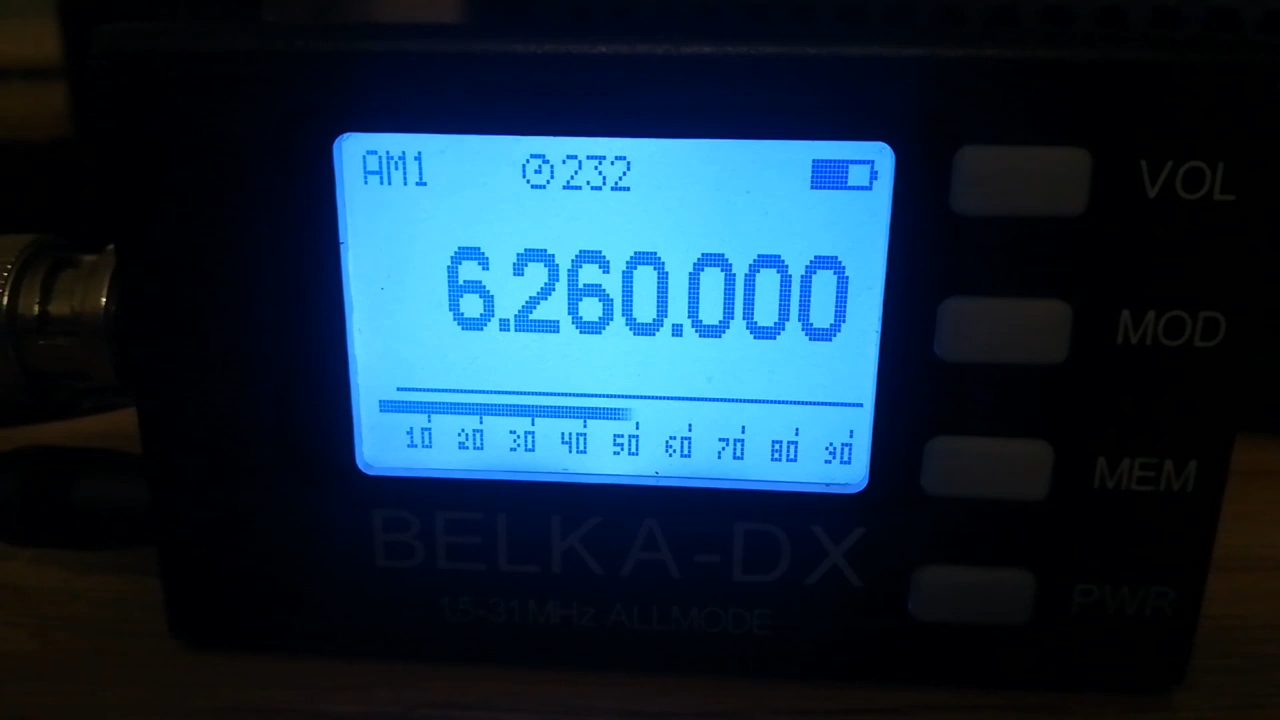 AM1 232
6.260.000
10 20 30 40 50 60 70 80 90
VOL
MOD
MEM
PWR
BELKA-DX
1.5-31MHz ALLMODE